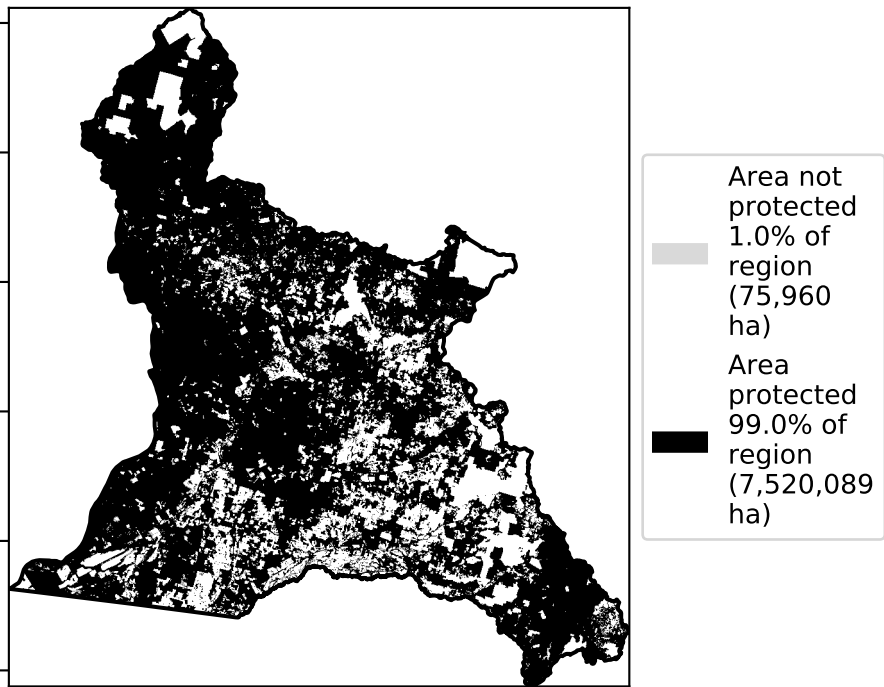 Area not
protected
1.0% of
region
(75,960
ha)
Area
protected
99.0% of
region
(7,520,089
ha)